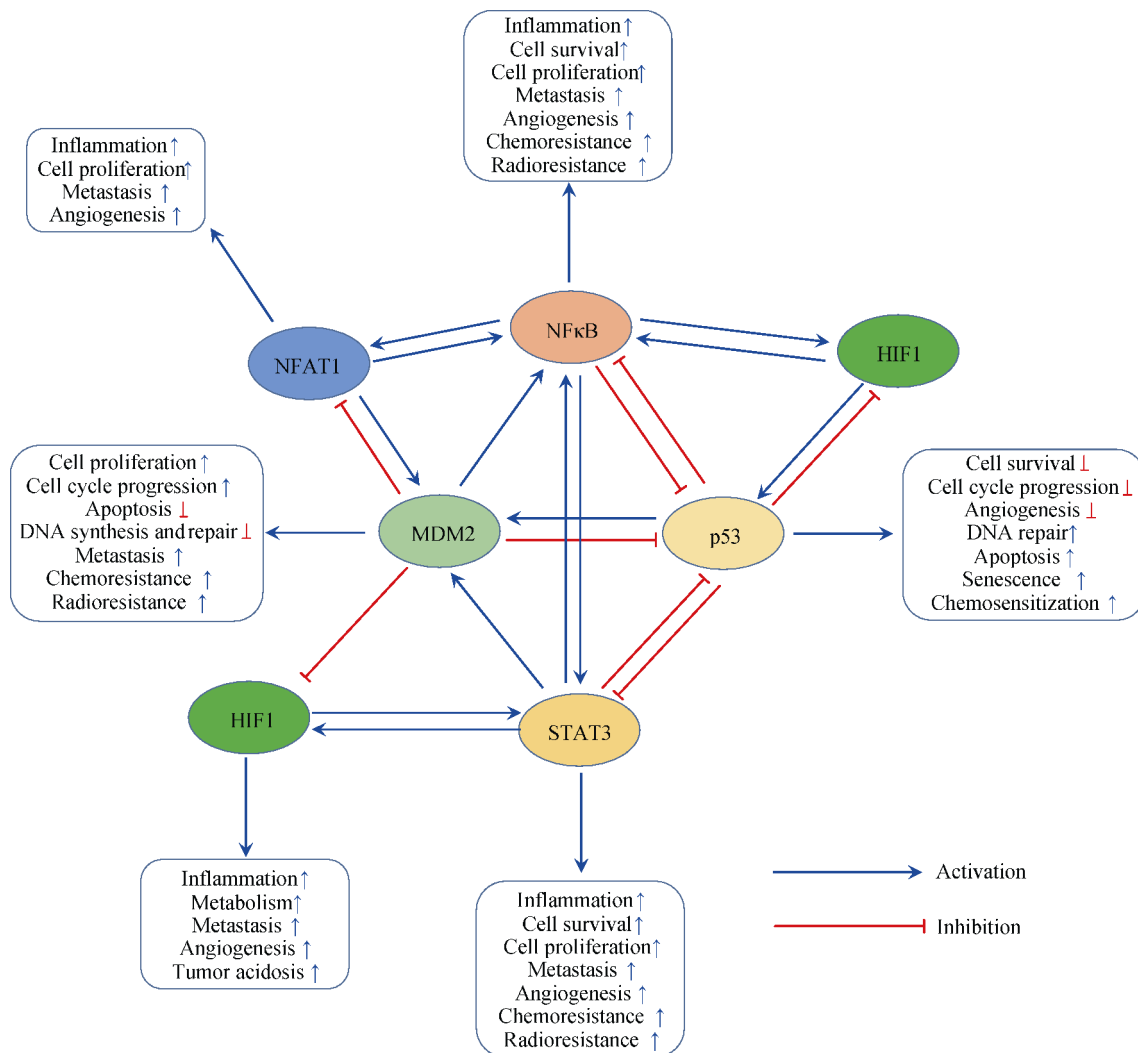 Inflammation ↑
Cell survival ↑
Cell proliferation ↑
Metastasis ↑
Angiogenesis ↑
Chemoresistance ↑
Radioresistance ↑
Inflammation ↑
Cell proliferation ↑
Metastasis ↑
Angiogenesis ↑
NFκB
NFAT1
HIF1
Cell proliferation ↑
Cell cycle progression ↑
Apoptosis ⊥
DNA synthesis and repair ⊥
Metastasis ↑
Chemoresistance ↑
Radioresistance ↑
MDM2
p53
Cell survival ⊥
Cell cycle progression ⊥
Angiogenesis ⊥
DNA repair ↑
Apoptosis ↑
Senescence ↑
Chemosensitization ↑
HIF1
STAT3
Inflammation ↑
Metabolism ↑
Metastasis ↑
Angiogenesis ↑
Tumor acidosis ↑
Inflammation ↑
Cell survival ↑
Cell proliferation ↑
Metastasis ↑
Angiogenesis ↑
Chemoresistance ↑
Radioresistance ↑
Activation
Inhibition